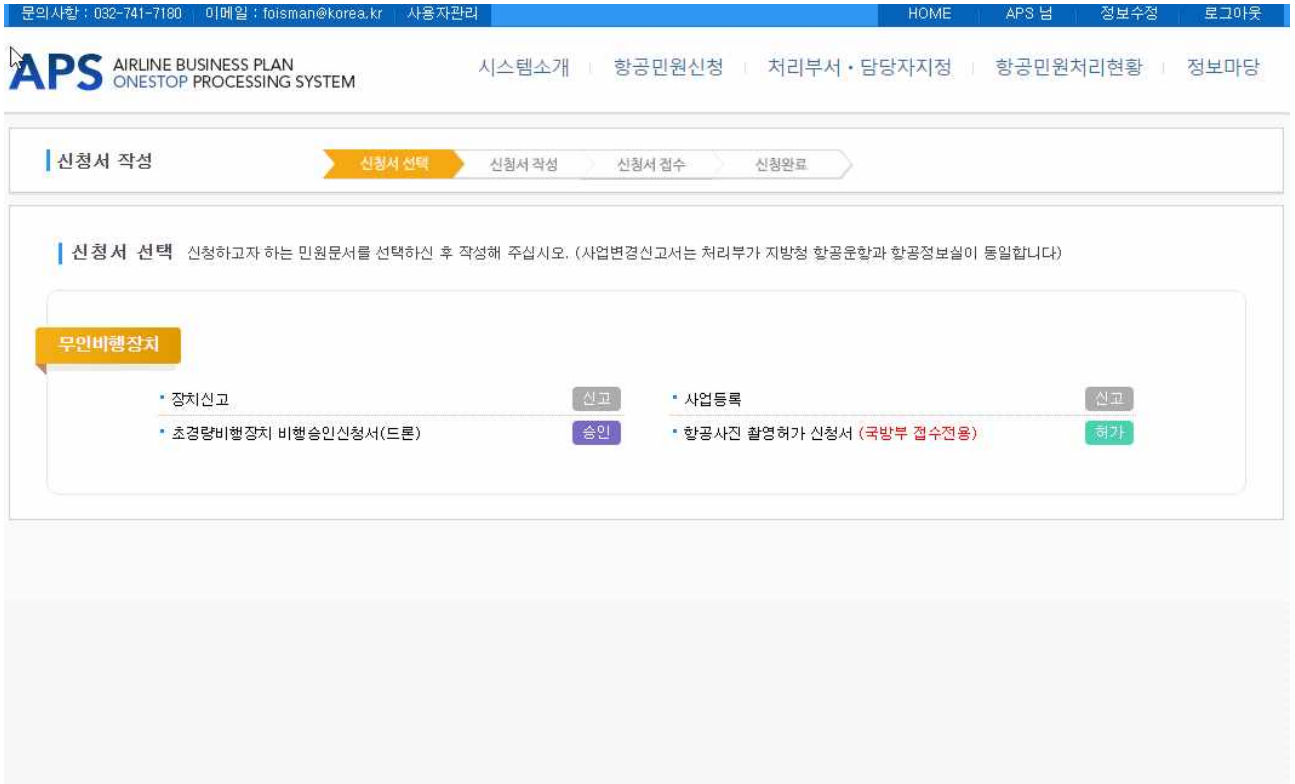 문의사항 : 032-741-7180 이메일 : foisman@korea.kr 사용자관리 HOME APS 님 정보수정 로그아웃
APS AIRLINE BUSINESS PLAN
ONESTOP PROCESSING SYSTEM
시스템소개 항공민원신청 처리부서・담당자지정 항공민원처리현황 정보마당
신청서 작성 신청서 선택 신청서 작성 신청서 접수 신청완료
신청서 선택 신청하고자 하는 민원문서를 선택하신 후 작성해 주십시오. (사업변경신고서는 처리부가 지방청 항공운항과 항공정보실이 동일합니다)
무인비행장치
장치신고 신고 사업등록 신고
초경량비행장치 비행승인신청서(드론) 승인 항공사진 촬영허가 신청서 (국방부 접수전용) 허가